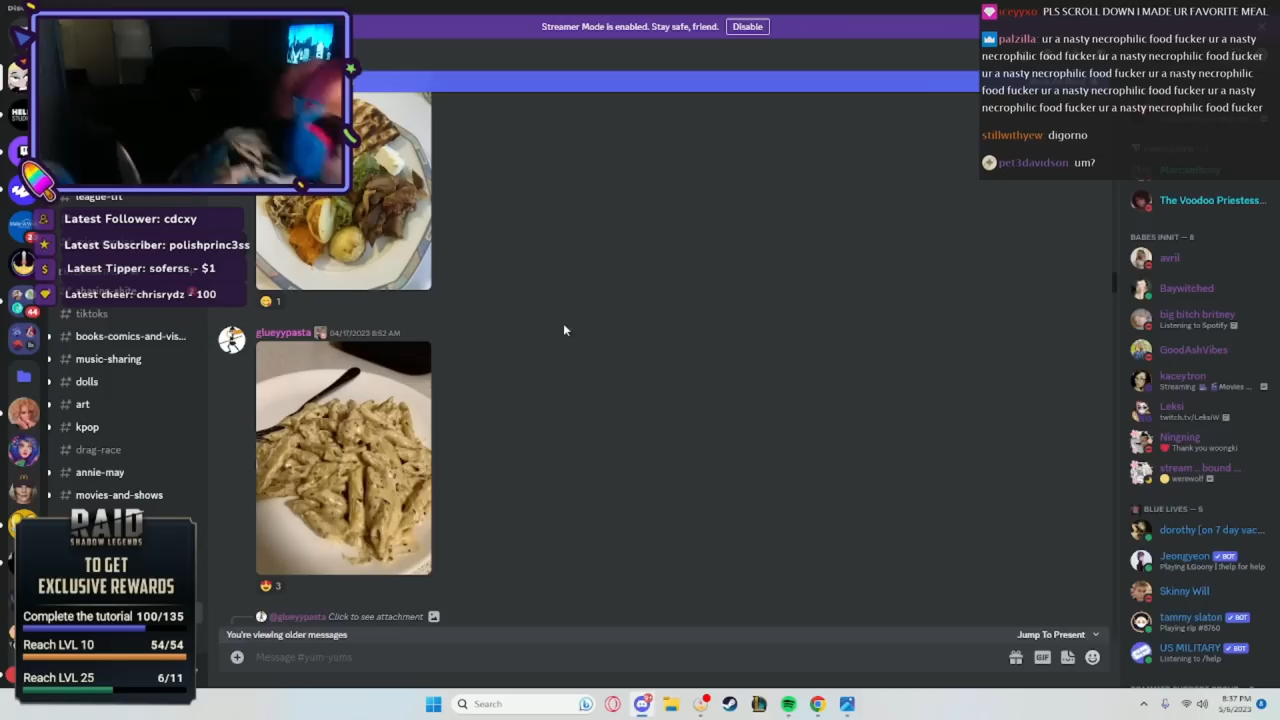 Streamer Mode is enabled. Stay safe, friend.
Disable
PLS SCROLL DOWN I MADE UR FAVORITE MEAL
palzilla ur a nasty necrophilic food fucker ur a nasty
necrophilic food fucker ur a nasty necrophilic food fucker
ur a nasty necrophilic food fucker ur a nasty necrophilic
food fucker ur a nasty necrophilic food fucker ur a nasty
necrophilic food fucker ur a nasty necrophilic food fucker
stillwithyew digorno
pet3davidson um?
Latest Follower: cdcxy
Latest Subscriber: polishprinc3ss
Latest Tipper: soferss - $1
Latest cheer: chrisrydz - 100
44
# tiktoks
# books-comics-and-vis...
# music-sharing
# dolls
# art
# kpop
# drag-race
# annie-may
# movies-and-shows
RAID
SHADOW LEGENDS
TO GET
EXCLUSIVE REWARDS
Complete the tutorial 100/135
Reach LVL 10 54/54
Reach LVL 25 6/11
1
glueyypasta 04/17/2023 8:52 AM
3
@glueyypasta Click to see attachment
You're viewing older messages
Jump To Present
Message #yum-yums
GIF
The Voodoo Priestess...
BABES INNIT — 8
avril
Baywitched
big bitch britney
Listening to Spotify
GoodAshVibes
kaceytron
Streaming Movies ...
Leksi
twitch.tv/LeksiW
Ningning
Thank you woongki
stream .. bound ...
werewolf
BLUE LIVES — 5
dorothy [on 7 day vac...
Jeongyeon BOT
Playing LGoony | !help for help
Skinny Will
tammy slaton BOT
Playing rip #8760
US MILITARY BOT
Listening to /help
Search
8:37 PM
5/6/2023